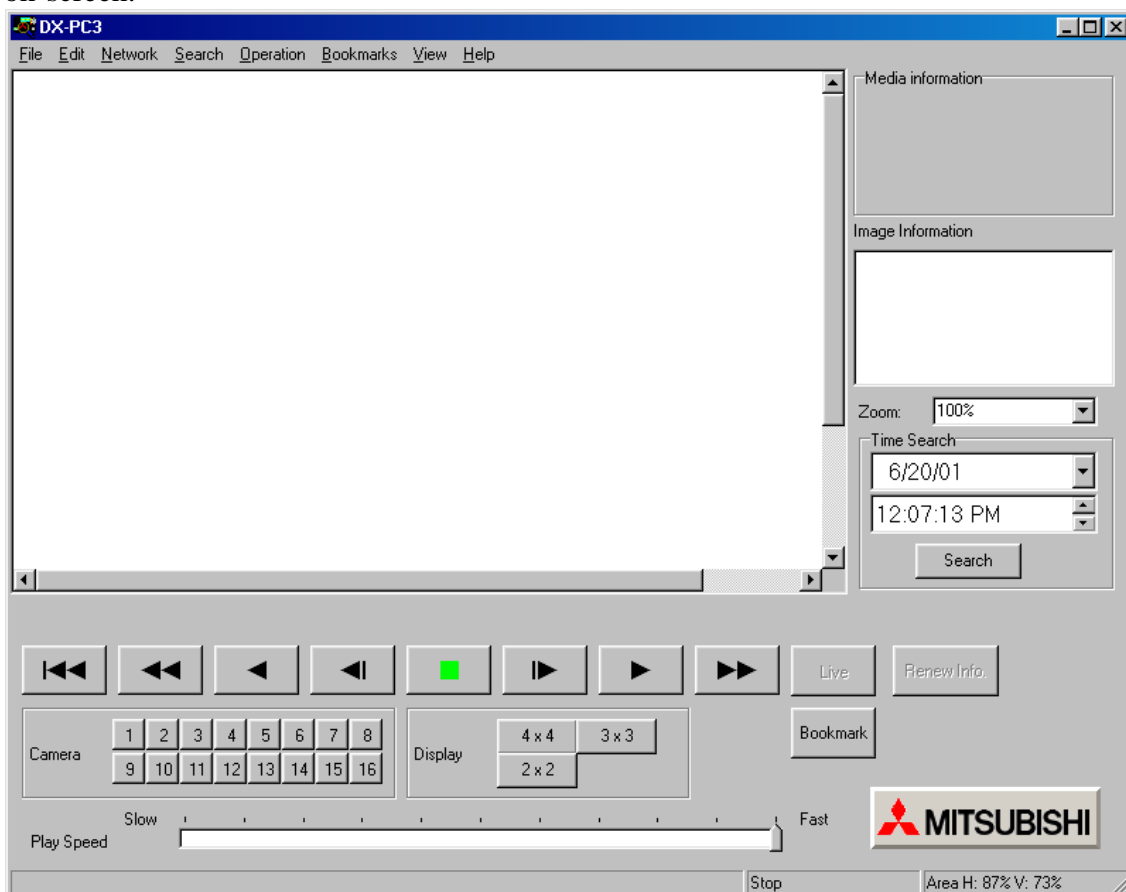 on-screen.
DX-PC3
File Edit Network Search Operation Bookmarks View Help
Media information
Image Information
Zoom: 100%
Time Search
6/20/01
12:07:13 PM
Search
Live
Renew Info.
Camera
1 2 3 4 5 6 7 8
9 10 11 12 13 14 15 16
Display
4 x 4 3 x 3
2 x 2
Bookmark
Play Speed
Slow
Fast
MITSUBISHI
Stop
Area H: 87% V: 73%